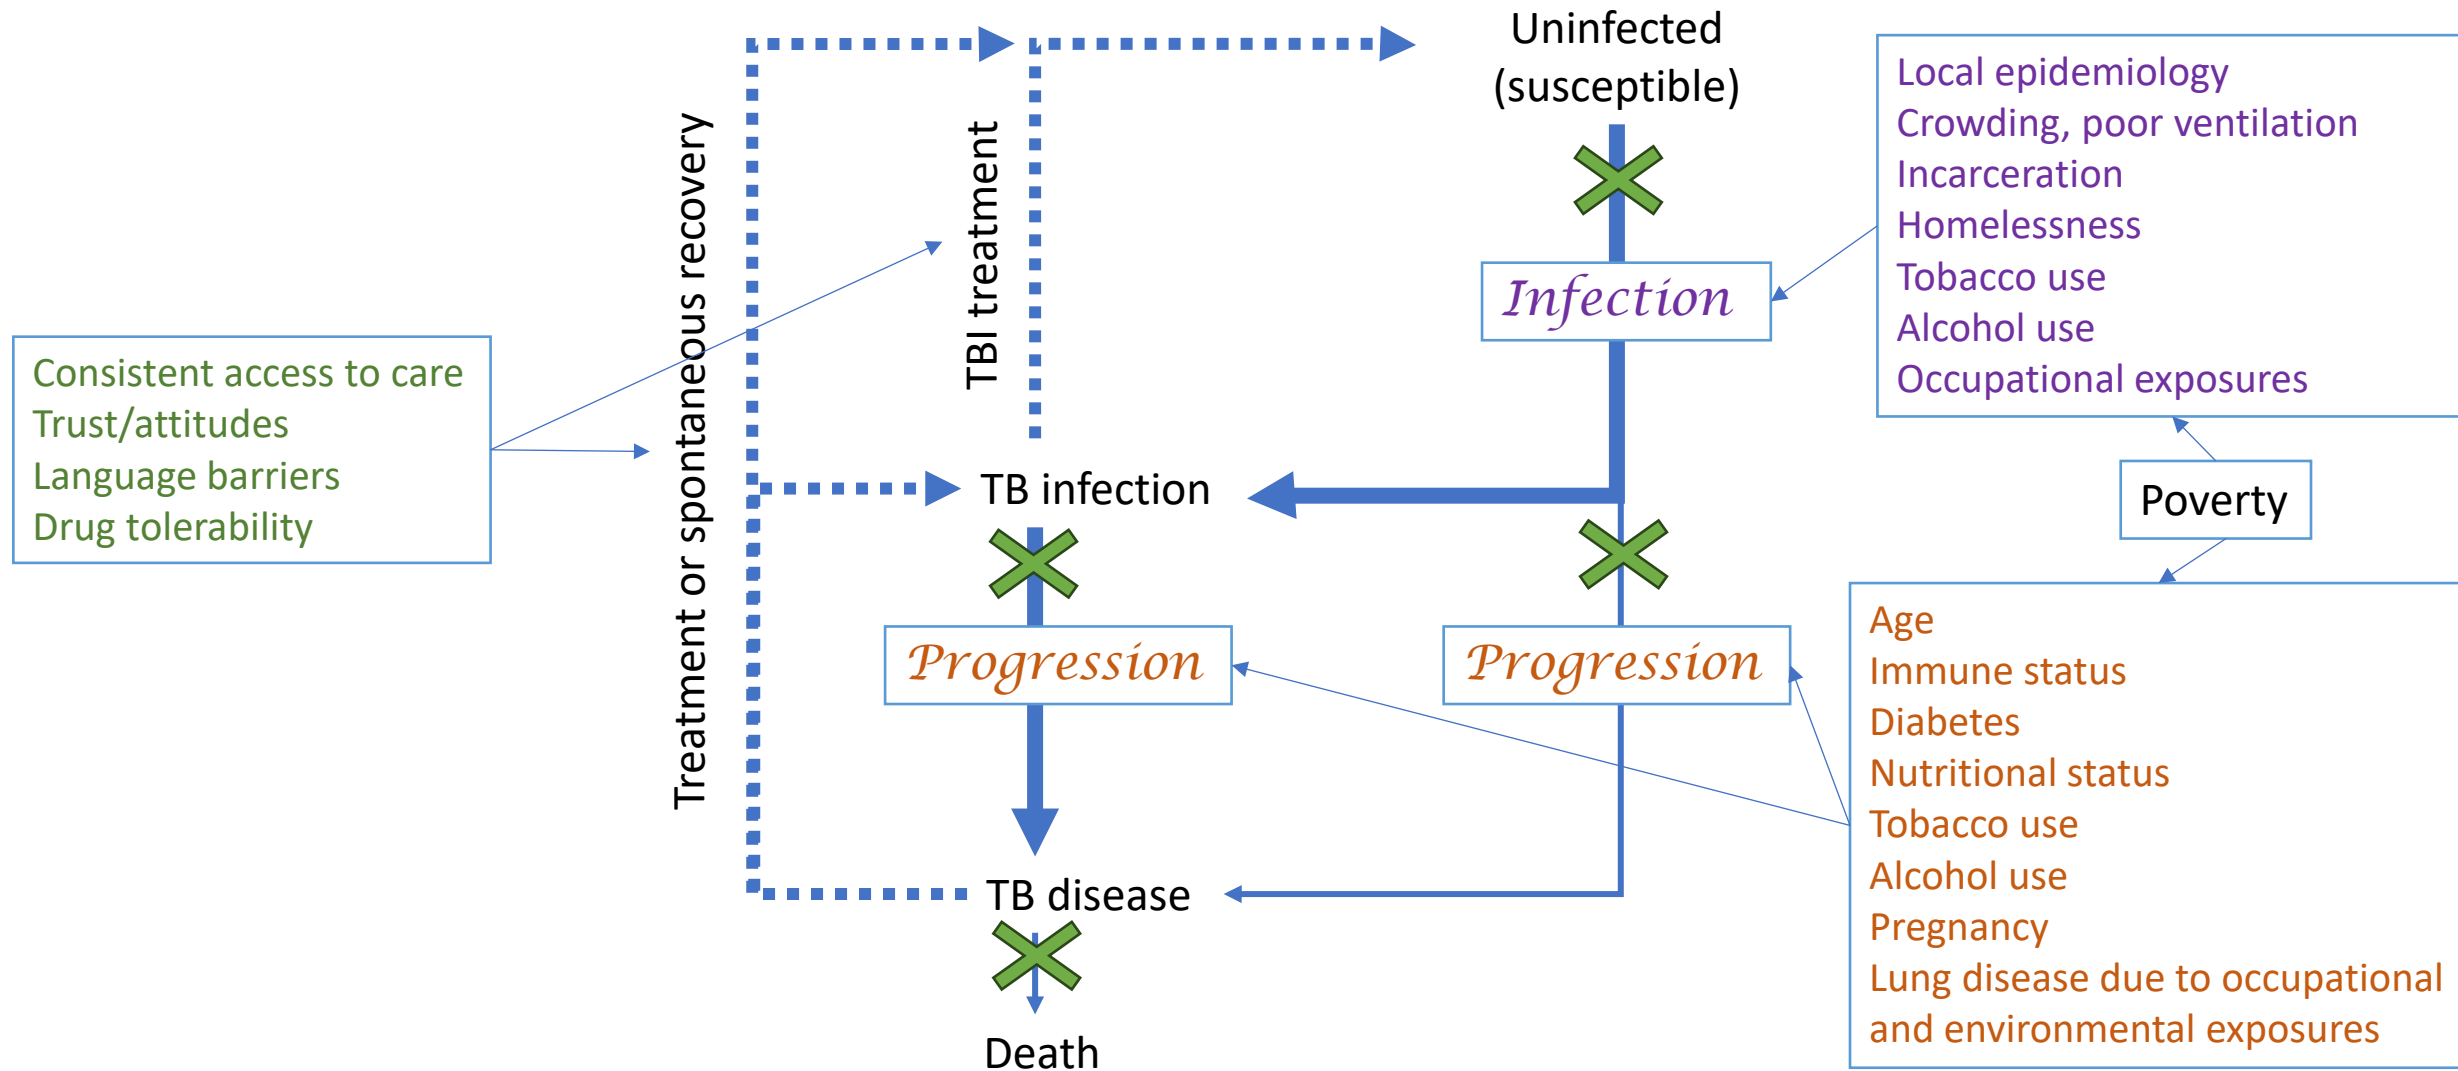 Uninfected
(susceptible)
Local epidemiology
Crowding, poor ventilation
Incarceration
Homelessness
Tobacco use
Alcohol use
Occupational exposures
Treatment or spontaneous recovery
TBI treatment
Infection
Consistent access to care
Trust/attitudes
Language barriers
Drug tolerability
TB infection
Poverty
Progression
Progression
Age
Immune status
Diabetes
Nutritional status
Tobacco use
Alcohol use
Pregnancy
Lung disease due to occupational
and environmental exposures
TB disease
Death